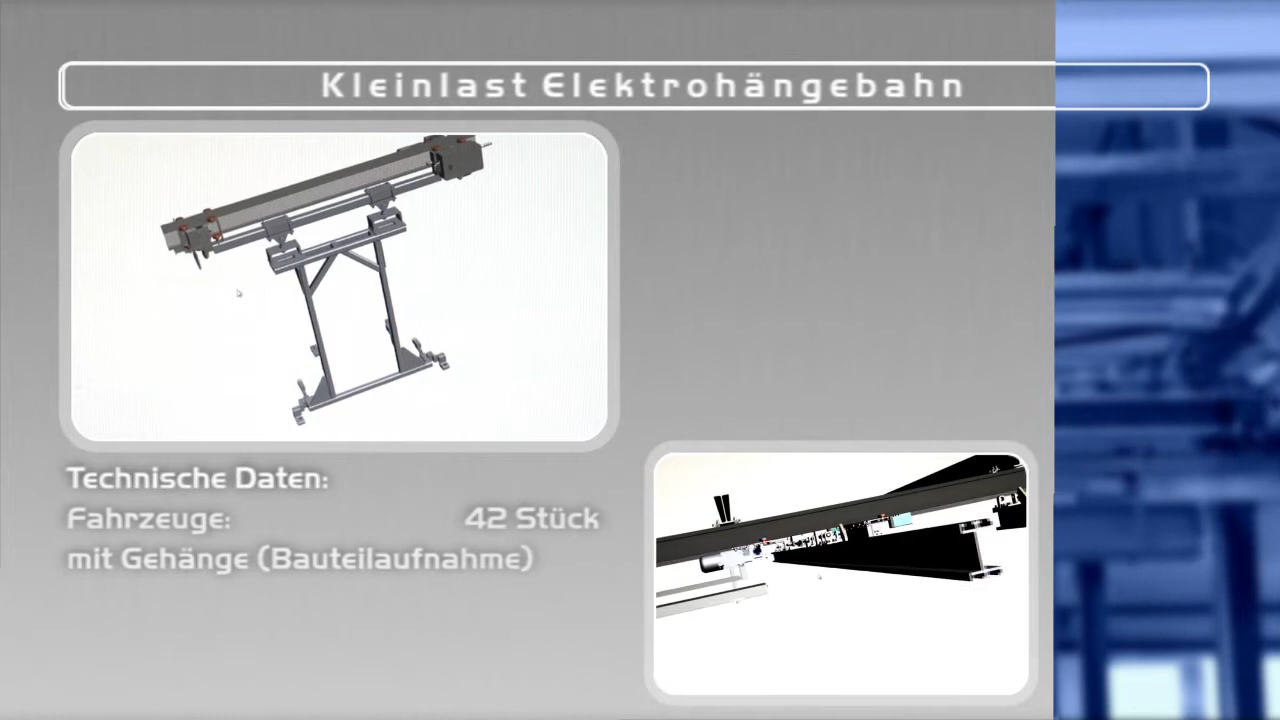 Kleinlast Elektrohängebahn
Technische Daten:
Fahrzeuge: 42 Stück
mit Gehänge (Bauteilaufnahme)